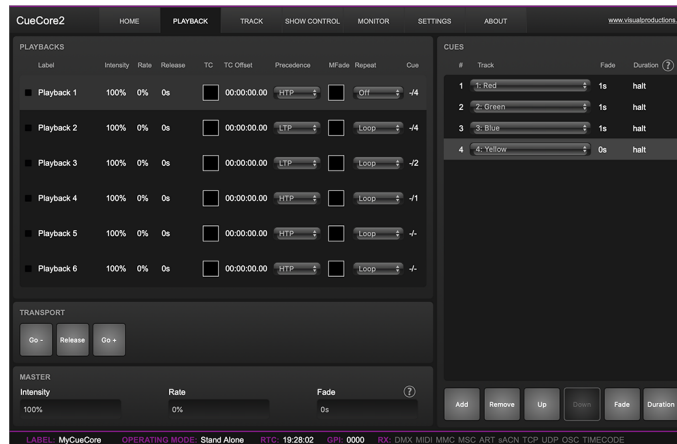 CueCore2 HOME PLAYBACK TRACK SHOW CONTROL MONITOR SETTINGS ABOUT www.visualproductions.
PLAYBACKS
Label Intensity Rate Release TC TC Offset Precedence MFade Repeat Cue
Playback 1 100% 0% 0s 00:00:00.00 HTP Off -/4
Playback 2 100% 0% 0s 00:00:00.00 LTP Loop -/4
Playback 3 100% 0% 0s 00:00:00.00 LTP Loop -/2
Playback 4 100% 0% 0s 00:00:00.00 HTP Loop -/1
Playback 5 100% 0% 0s 00:00:00.00 HTP Loop -/-
Playback 6 100% 0% 0s 00:00:00.00 HTP Loop -/-
TRANSPORT
Go - Release Go +
MASTER
Intensity Rate Fade ?
100% 0% 0s
CUES
# Track Fade Duration ?
1 1: Red 1s halt
2 2: Green 1s halt
3 3: Blue 1s halt
4 4: Yellow 0s halt
Add Remove Up Down Fade Duration
LABEL: MyCueCore OPERATING MODE: Stand Alone RTC: 19:28:02 GPI: 0000 RX: DMX MIDI MMC MSC ART sACN TCP UDP OSC TIMECODE